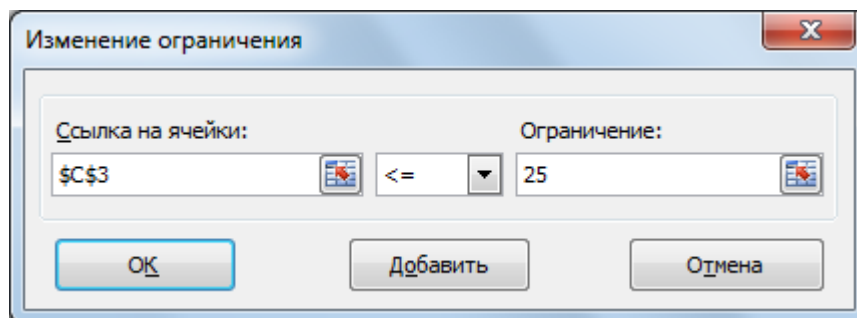 Изменение ограничения
Ссылка на ячейки:
Ограничение:
$C$3
<=
25
OK
Добавить
Отмена